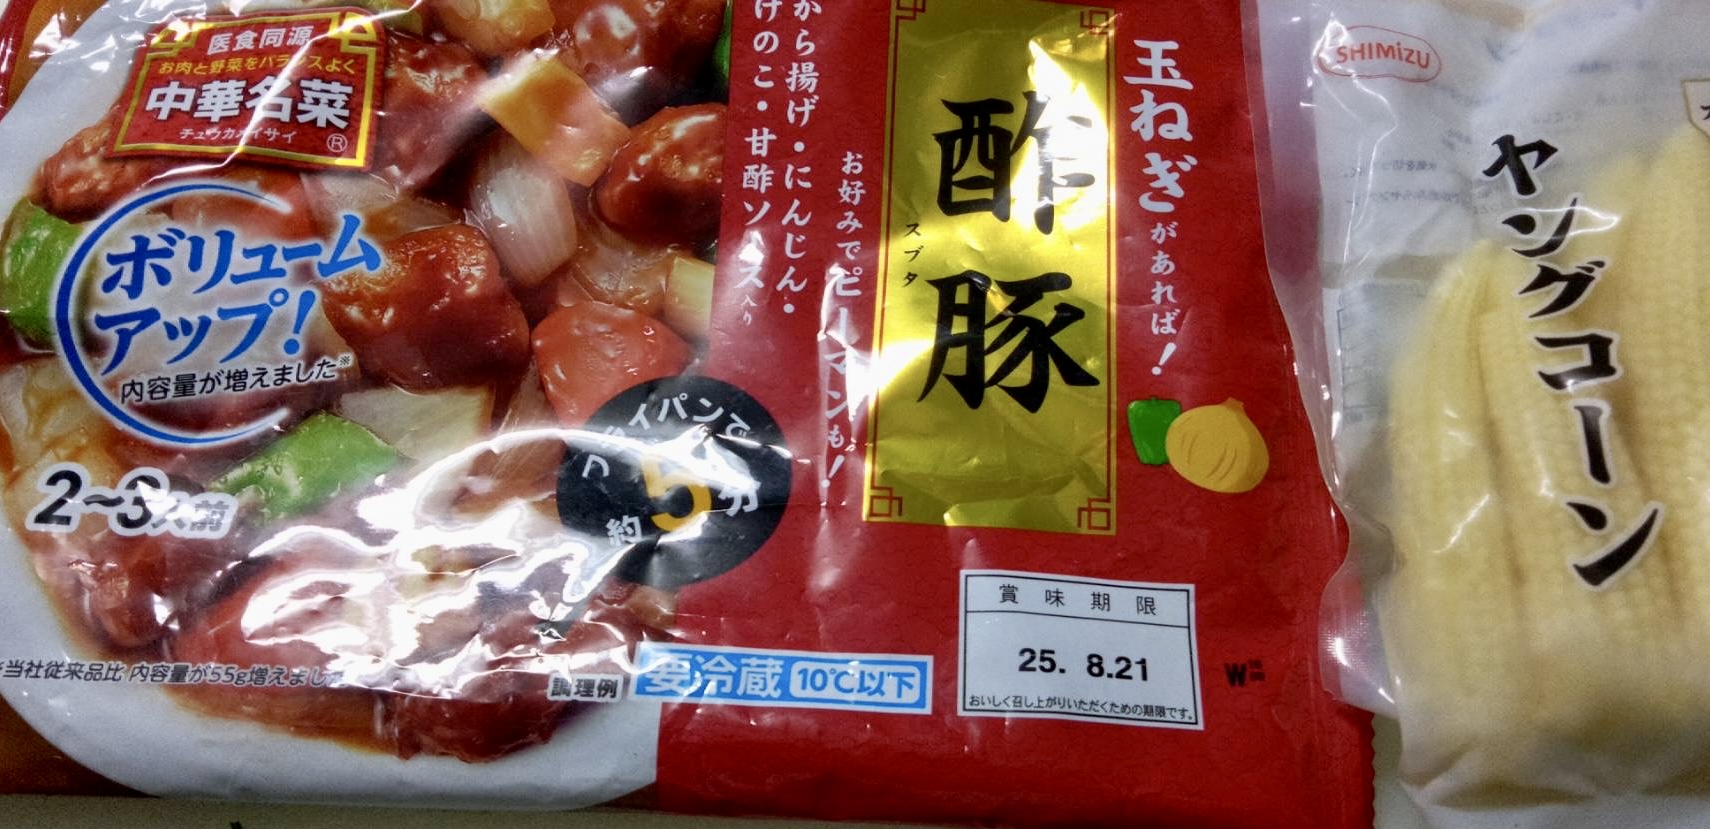 医食同源
お肉と野菜をバランスよく
中華名菜
チュウカメイサイ
®
ボリューム
アップ!
内容量が増えました※
2~3人前
当社従来品比 内容量が55g増えまし
フライパンで
約5分
調理例
要冷蔵 10℃以下
玉ねぎがあれば!
酢豚
スブタ
お好みでピーマンも!
から揚げ・にんじん・
けのこ・甘酢ソース入り
賞味期限
25. 8.21
おいしく召し上がりいただくための期限です。
W
SHIMIZU
ヤングコーン